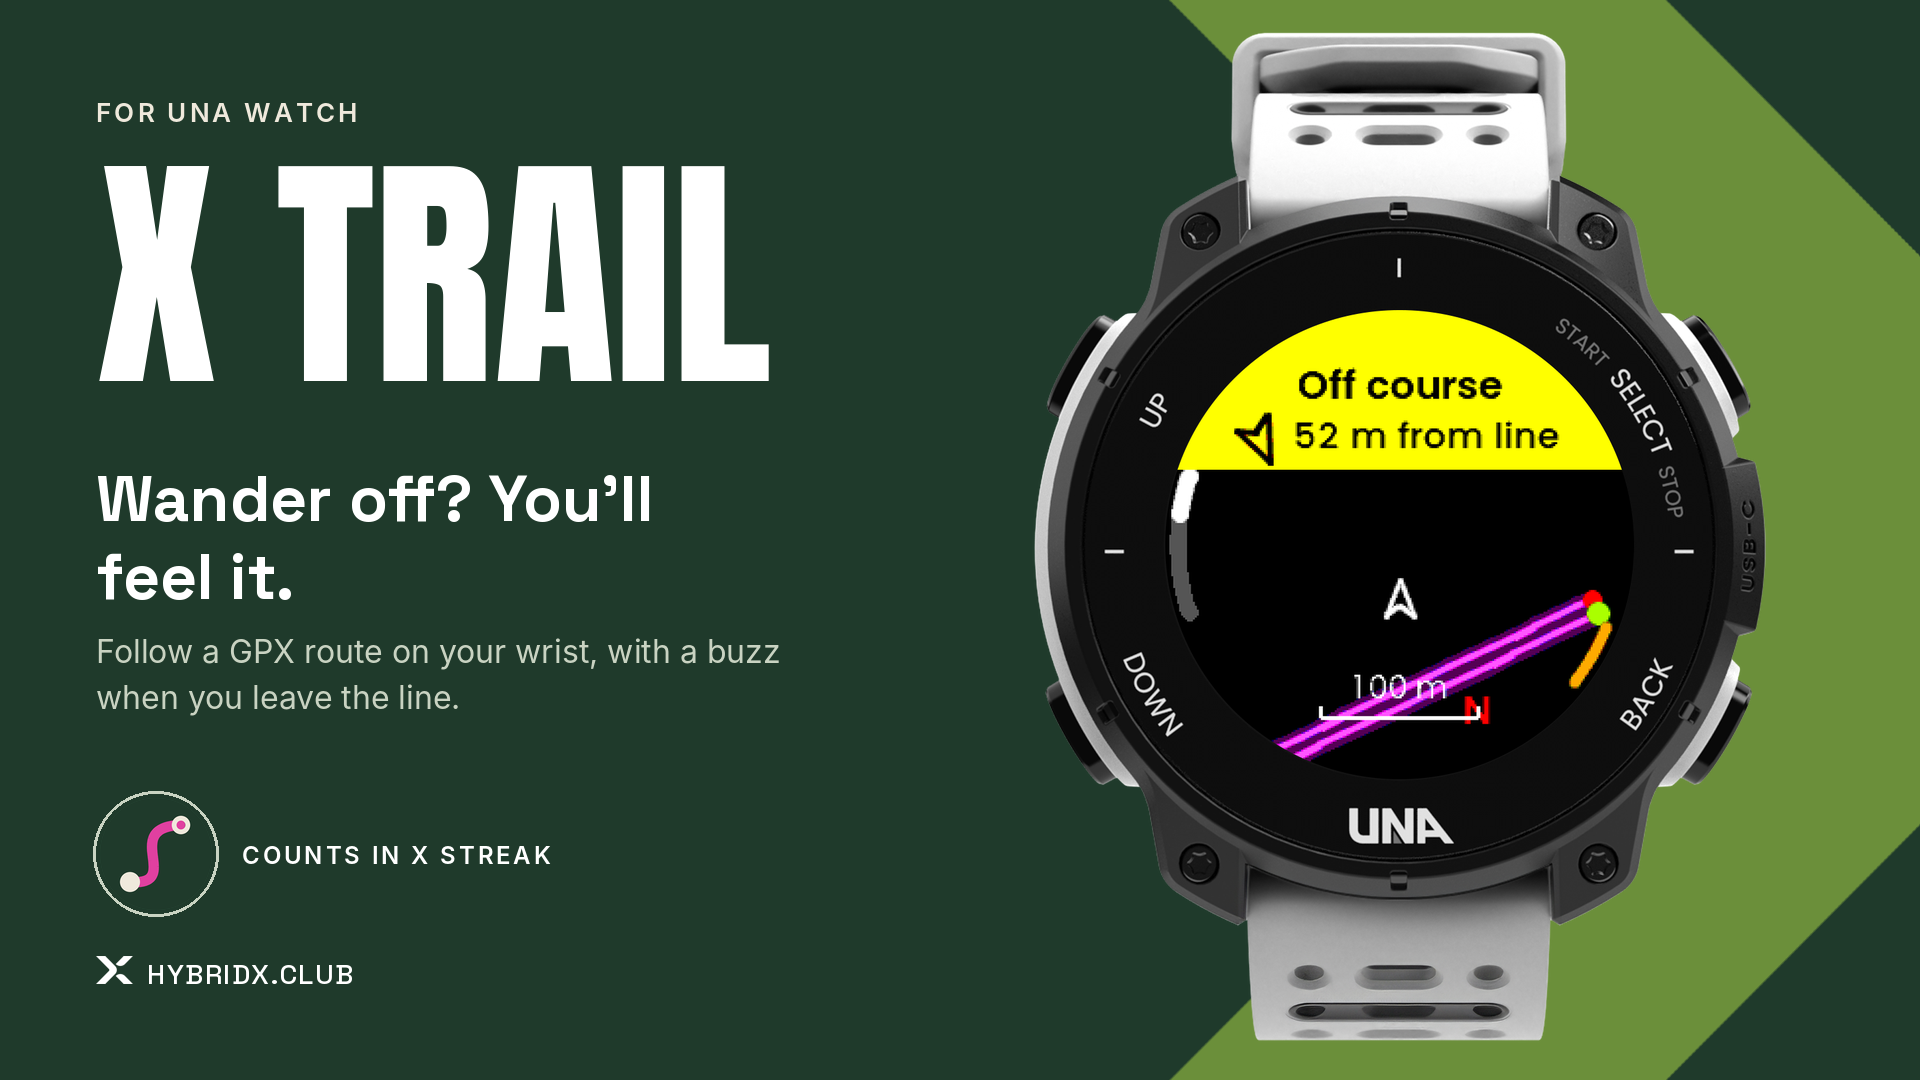 FOR UNA WATCH
X TRAIL
Wander off? You’ll
feel it.
Follow a GPX route on your wrist, with a buzz
when you leave the line.
COUNTS IN X STREAK
HYBRIDX.CLUB
UP
DOWN
START
SELECT
STOP
USB-C
BACK
Off course
52 m from line
100 m
N
UNA